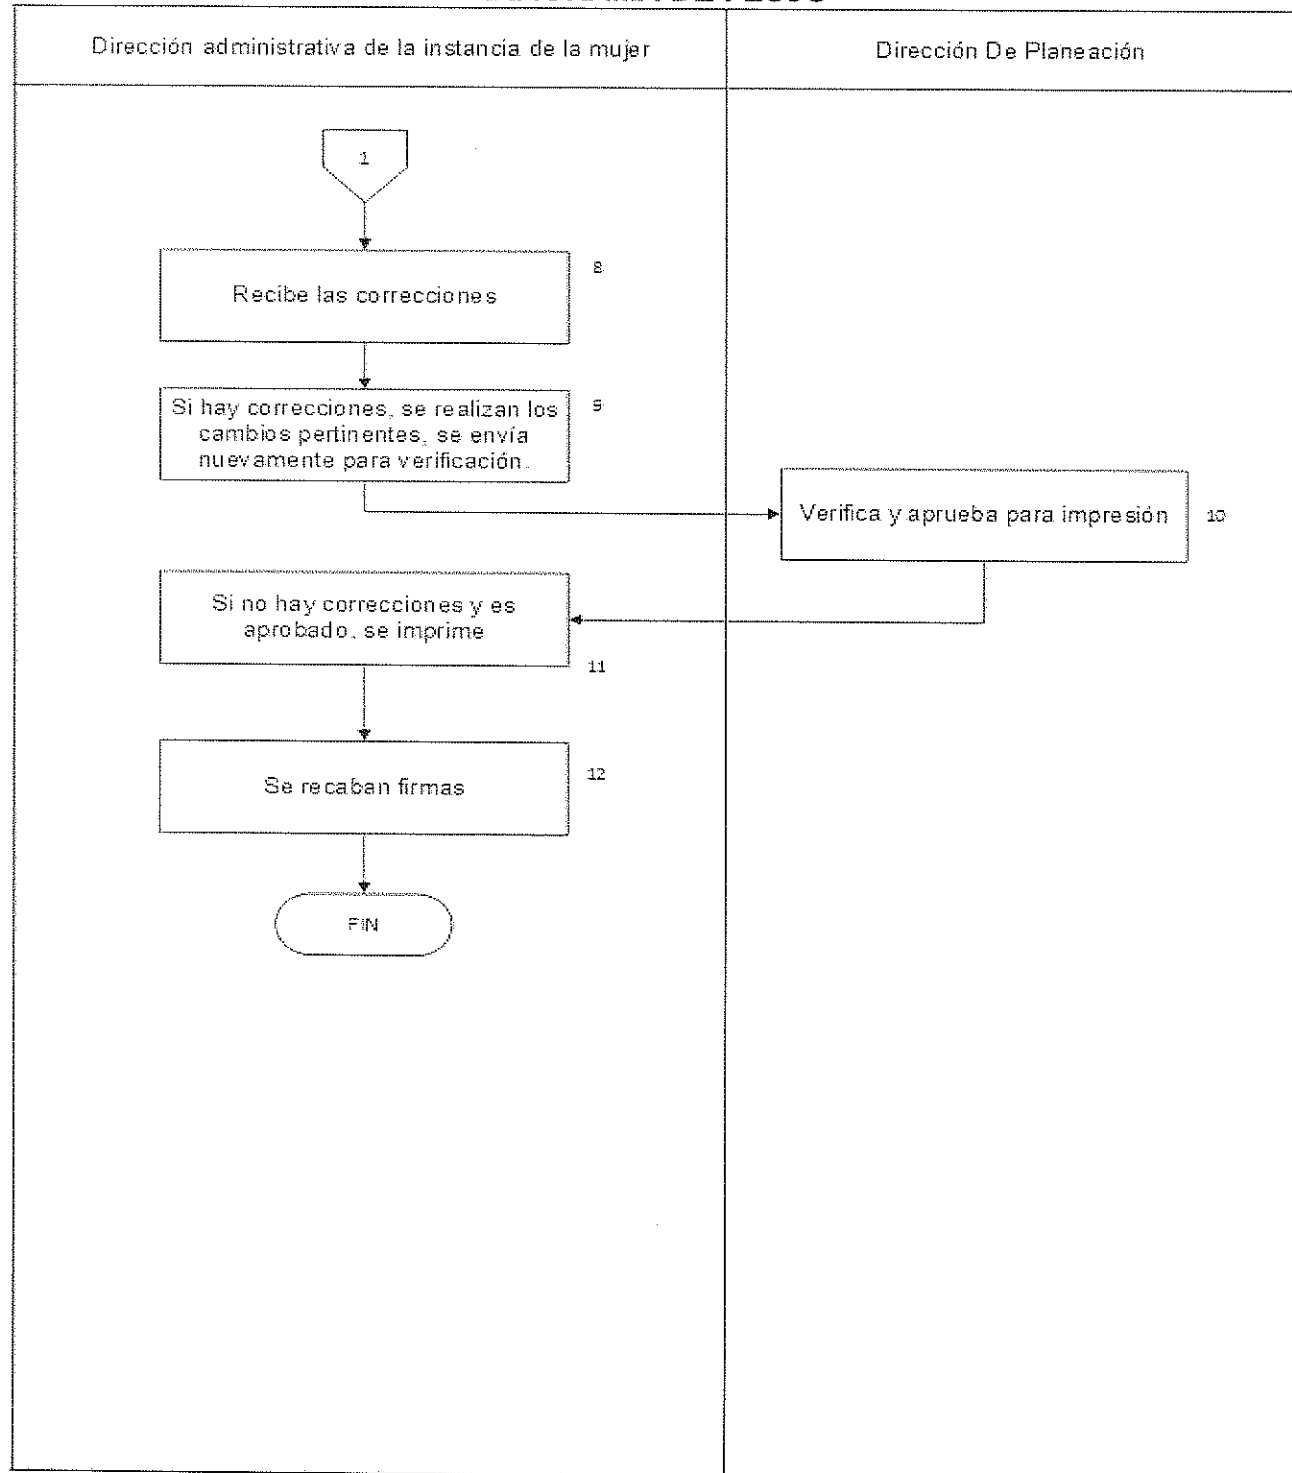 Dirección administrativa de la instancia de la mujer
Dirección De Planeación
1
Recibe las correcciones
8
Si hay correcciones, se realizan los
cambios pertinentes, se envía
nuevamente para verificación.
9
Verifica y aprueba para impresión
10
Si no hay correcciones y es
aprobado, se imprime
11
Se recaban firmas
12
FIN